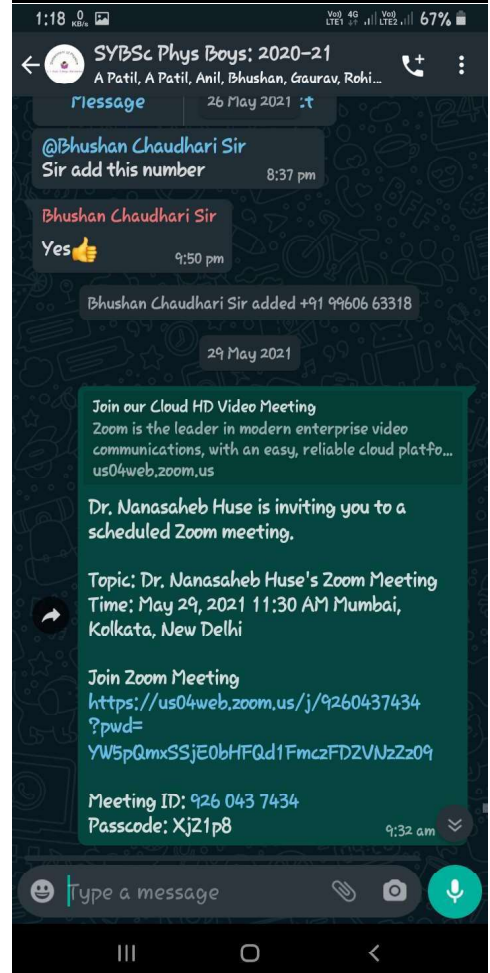 1:18 0 KB/s Vo)) 4G LTE1 Vo)) LTE2 67%
SYBSc Phys Boys: 2020-21
A Patil, A Patil, Anil, Bhushan, Gaurav, Rohi...
Message 26 May 2021 :t
@Bhushan Chaudhari Sir
Sir add this number 8:37 pm
Bhushan Chaudhari Sir
Yes👍 9:50 pm
Bhushan Chaudhari Sir added +91 99606 63318
29 May 2021
Join our Cloud HD Video Meeting
Zoom is the leader in modern enterprise video
communications, with an easy, reliable cloud platfo...
us04web.zoom.us
Dr. Nanasaheb Huse is inviting you to a
scheduled Zoom meeting.
Topic: Dr. Nanasaheb Huse's Zoom Meeting
Time: May 29, 2021 11:30 AM Mumbai,
Kolkata, New Delhi
Join Zoom Meeting
https://us04web.zoom.us/j/9260437434
?pwd=
YW5pQmxSSjE0bHFQd1FmczFDZVNzZz09
Meeting ID: 926 043 7434
Passcode: XjZ1p8 9:32 am
Type a message